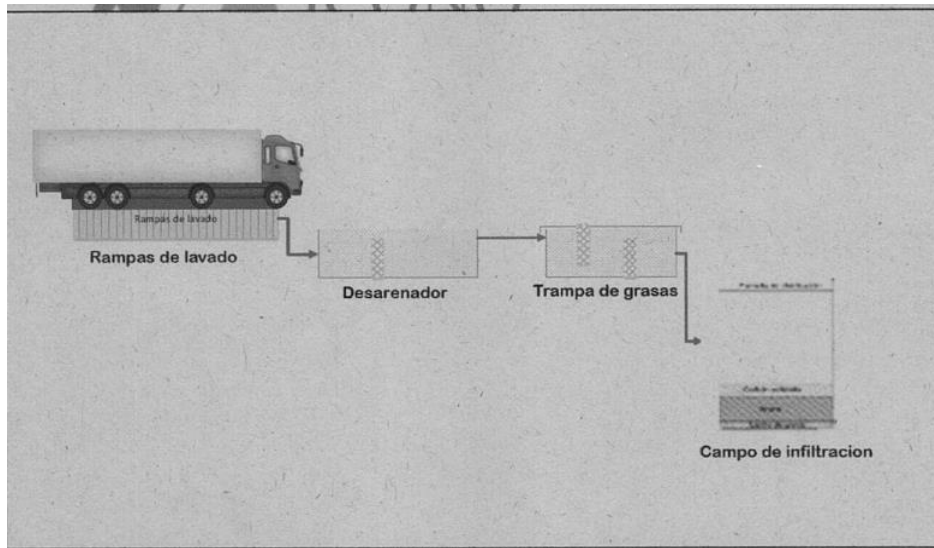 Rampas de lavado
Rampas de lavado
Desarenador
Trampa de grasas
Campo de infiltracion